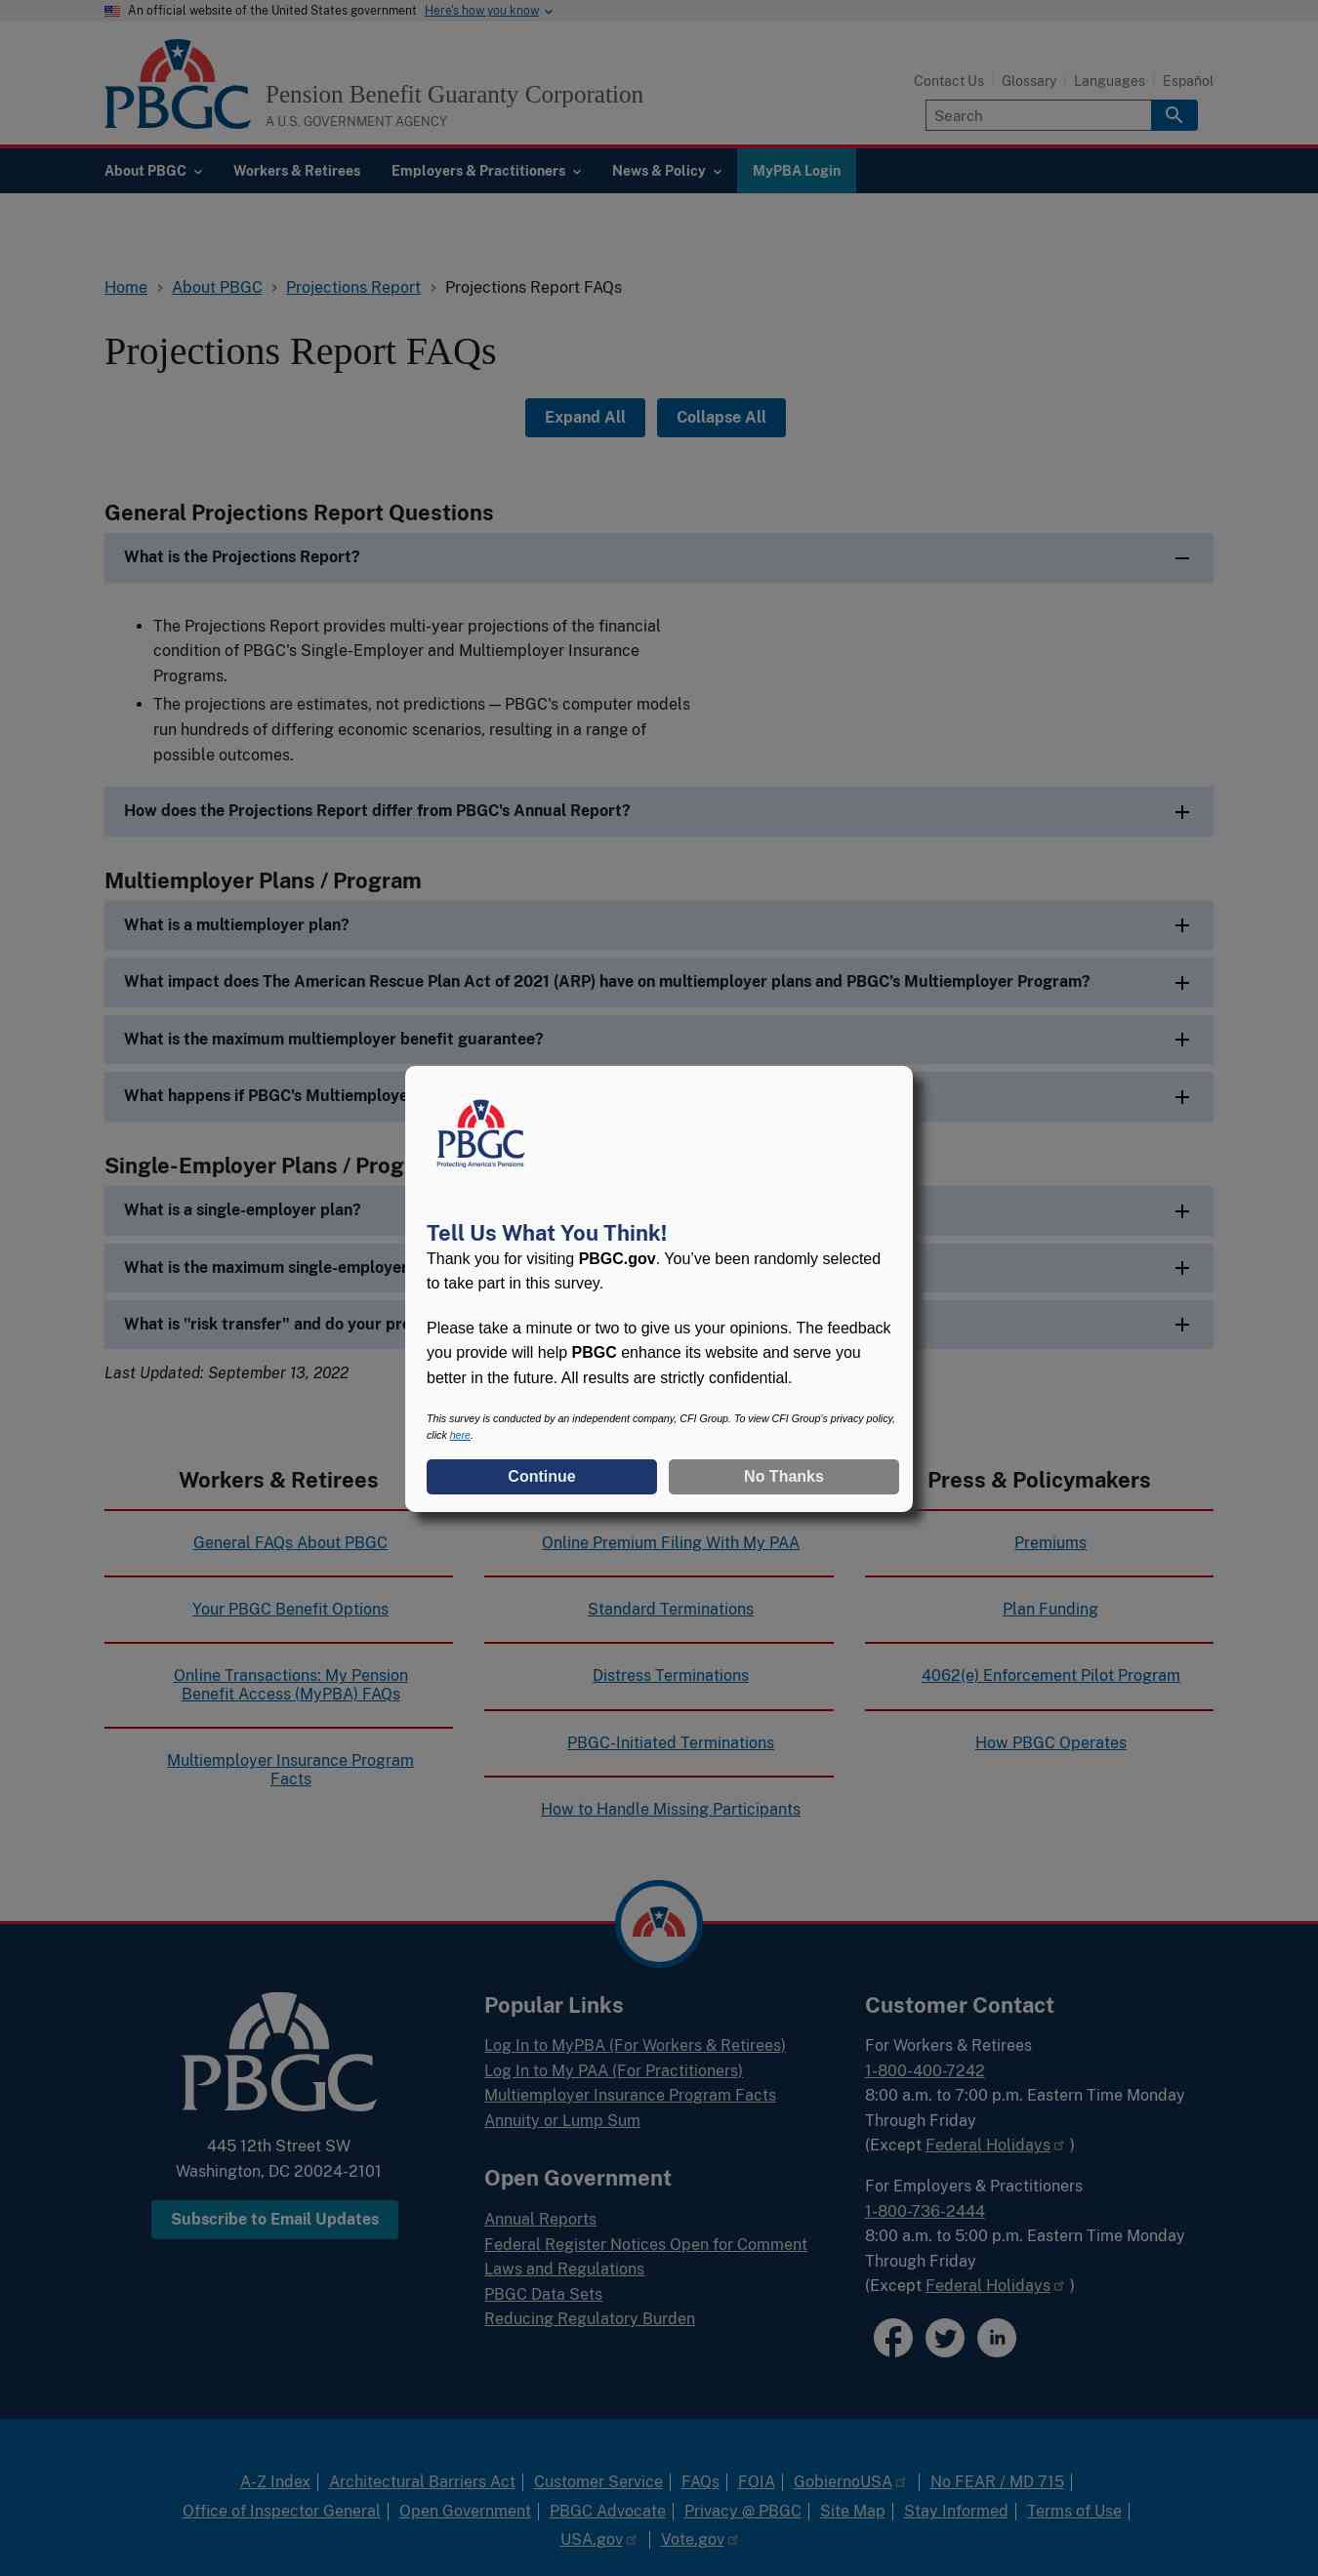 An official website of the United States government Here's how you know
PBGC
Pension Benefit Guaranty Corporation
A U.S. GOVERNMENT AGENCY
Contact Us Glossary Languages Español
Search
About PBGC Workers & Retirees Employers & Practitioners News & Policy MyPBA Login
Home About PBGC Projections Report Projections Report FAQs
Projections Report FAQs
Expand All Collapse All
General Projections Report Questions
What is the Projections Report?
The Projections Report provides multi-year projections of the financial
condition of PBGC's Single-Employer and Multiemployer Insurance
Programs.
The projections are estimates, not predictions — PBGC's computer models
run hundreds of differing economic scenarios, resulting in a range of
possible outcomes.
How does the Projections Report differ from PBGC's Annual Report?
Multiemployer Plans / Program
What is a multiemployer plan?
What impact does The American Rescue Plan Act of 2021 (ARP) have on multiemployer plans and PBGC's Multiemployer Program?
What is the maximum multiemployer benefit guarantee?
What happens if PBGC's Multiemploye
Single-Employer Plans / Prog
What is a single-employer plan?
What is the maximum single-employer
What is "risk transfer" and do your pr
Last Updated: September 13, 2022
PBGC
Protecting America's Pensions
Tell Us What You Think!
Thank you for visiting PBGC.gov. You've been randomly selected
to take part in this survey.
Please take a minute or two to give us your opinions. The feedback
you provide will help PBGC enhance its website and serve you
better in the future. All results are strictly confidential.
This survey is conducted by an independent company, CFI Group. To view CFI Group's privacy policy,
click here.
Continue No Thanks
Workers & Retirees
General FAQs About PBGC
Your PBGC Benefit Options
Online Transactions: My Pension
Benefit Access (MyPBA) FAQs
Multiemployer Insurance Program
Facts
Online Premium Filing With My PAA
Standard Terminations
Distress Terminations
PBGC-Initiated Terminations
How to Handle Missing Participants
Press & Policymakers
Premiums
Plan Funding
4062(e) Enforcement Pilot Program
How PBGC Operates
PBGC
445 12th Street SW
Washington, DC 20024-2101
Subscribe to Email Updates
Popular Links
Log In to MyPBA (For Workers & Retirees)
Log In to My PAA (For Practitioners)
Multiemployer Insurance Program Facts
Annuity or Lump Sum
Open Government
Annual Reports
Federal Register Notices Open for Comment
Laws and Regulations
PBGC Data Sets
Reducing Regulatory Burden
Customer Contact
For Workers & Retirees
1-800-400-7242
8:00 a.m. to 7:00 p.m. Eastern Time Monday
Through Friday
(Except Federal Holidays )
For Employers & Practitioners
1-800-736-2444
8:00 a.m. to 5:00 p.m. Eastern Time Monday
Through Friday
(Except Federal Holidays )
in
A-Z Index Architectural Barriers Act Customer Service FAQs FOIA GobiernoUSA No FEAR / MD 715
Office of Inspector General Open Government PBGC Advocate Privacy @ PBGC Site Map Stay Informed Terms of Use
USA.gov Vote.gov